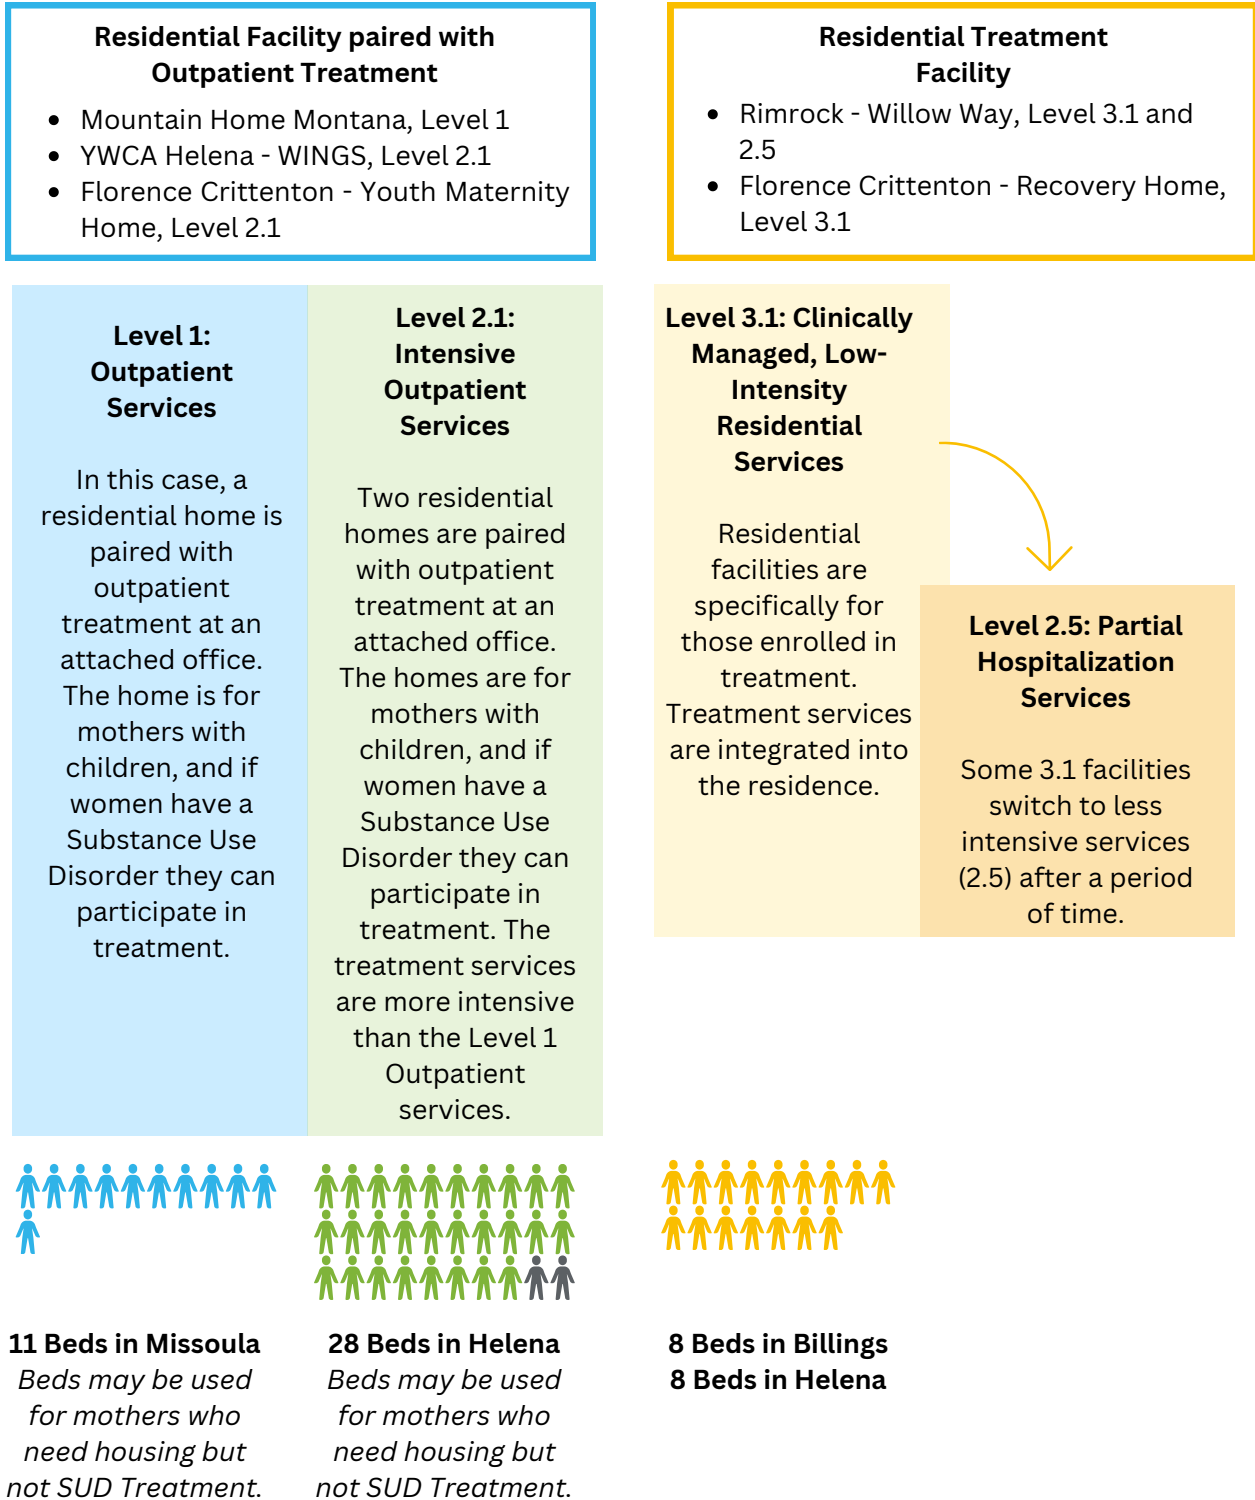 Residential Facility paired with
Outpatient Treatment
• Mountain Home Montana, Level 1
• YWCA Helena - WINGS, Level 2.1
• Florence Crittenton - Youth Maternity
Home, Level 2.1
Residential Treatment
Facility
• Rimrock - Willow Way, Level 3.1 and
2.5
• Florence Crittenton - Recovery Home,
Level 3.1
Level 1:
Outpatient
Services
In this case, a
residential home is
paired with
outpatient
treatment at an
attached office.
The home is for
mothers with
children, and if
women have a
Substance Use
Disorder they can
participate in
treatment.
Level 2.1:
Intensive
Outpatient
Services
Two residential
homes are paired
with outpatient
treatment at an
attached office.
The homes are for
mothers with
children, and if
women have a
Substance Use
Disorder they can
participate in
treatment. The
treatment services
are more intensive
than the Level 1
Outpatient
services.
Level 3.1: Clinically
Managed, Low-
Intensity
Residential
Services
Residential
facilities are
specifically for
those enrolled in
treatment.
Treatment services
are integrated into
the residence.
Level 2.5: Partial
Hospitalization
Services
Some 3.1 facilities
switch to less
intensive services
(2.5) after a period
of time.
11 Beds in Missoula
Beds may be used
for mothers who
need housing but
not SUD Treatment.
28 Beds in Helena
Beds may be used
for mothers who
need housing but
not SUD Treatment.
8 Beds in Billings
8 Beds in Helena